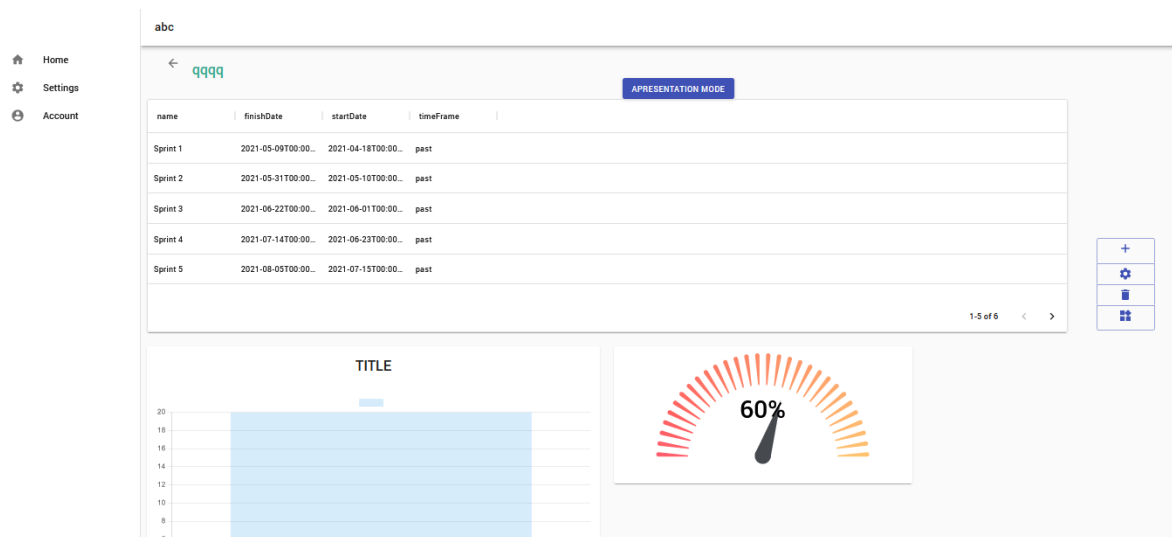 abc
Home
Settings
Account
qqqq
APRESENTATION MODE
name finishDate startDate timeFrame
Sprint 1 2021-05-09T00:00... 2021-04-18T00:00... past
Sprint 2 2021-05-31T00:00... 2021-05-10T00:00... past
Sprint 3 2021-06-22T00:00... 2021-06-01T00:00... past
Sprint 4 2021-07-14T00:00... 2021-06-23T00:00... past
Sprint 5 2021-08-05T00:00... 2021-07-15T00:00... past
1-5 of 6
TITLE
20
18
16
14
12
10
8
60%